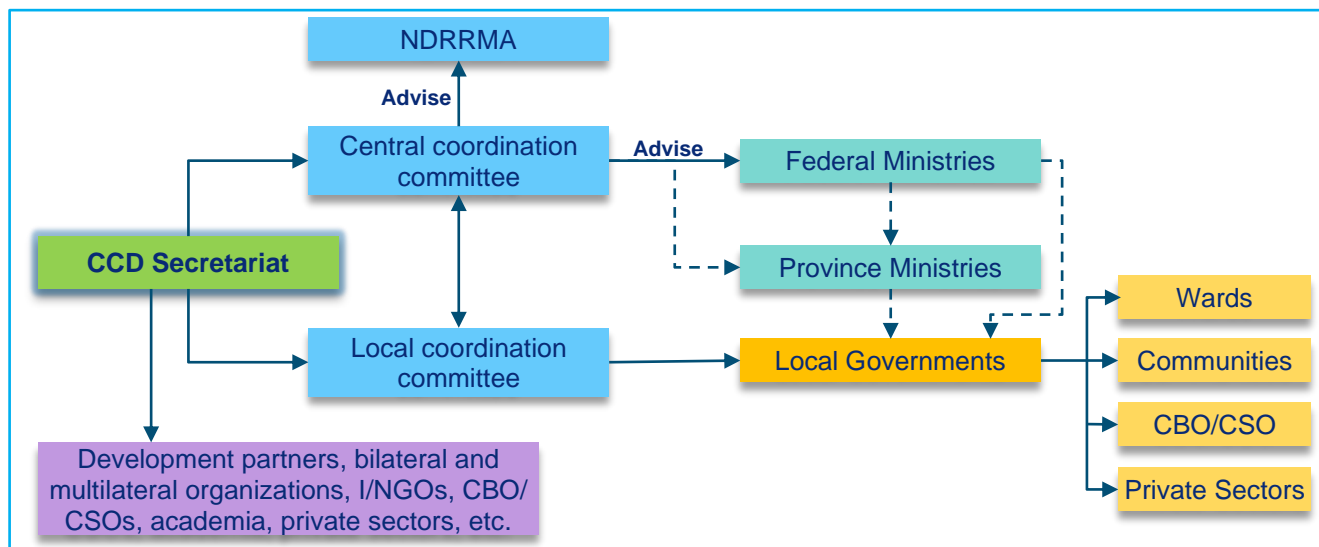 NDRRMA
Advise
Central coordination
committee
Advise
Federal Ministries
CCD Secretariat
Province Ministries
Wards
Local coordination
committee
Local Governments
Communities
CBO/CSO
Private Sectors
Development partners, bilateral and
multilateral organizations, I/NGOs, CBO/
CSOs, academia, private sectors, etc.